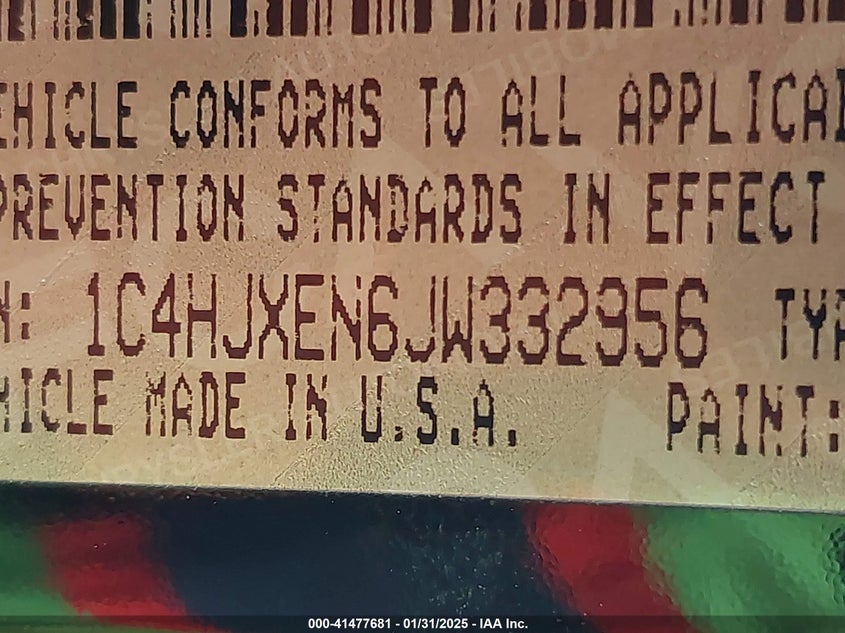 EHICLE CONFORMS TO ALL APPLICAB
PREVENTION STANDARDS IN EFFECT
N: 1C4HJXEN6JW332956 TYP
HICLE MADE IN U.S.A. PAINT:
000-41477681 - 01/31/2025 - IAA Inc.